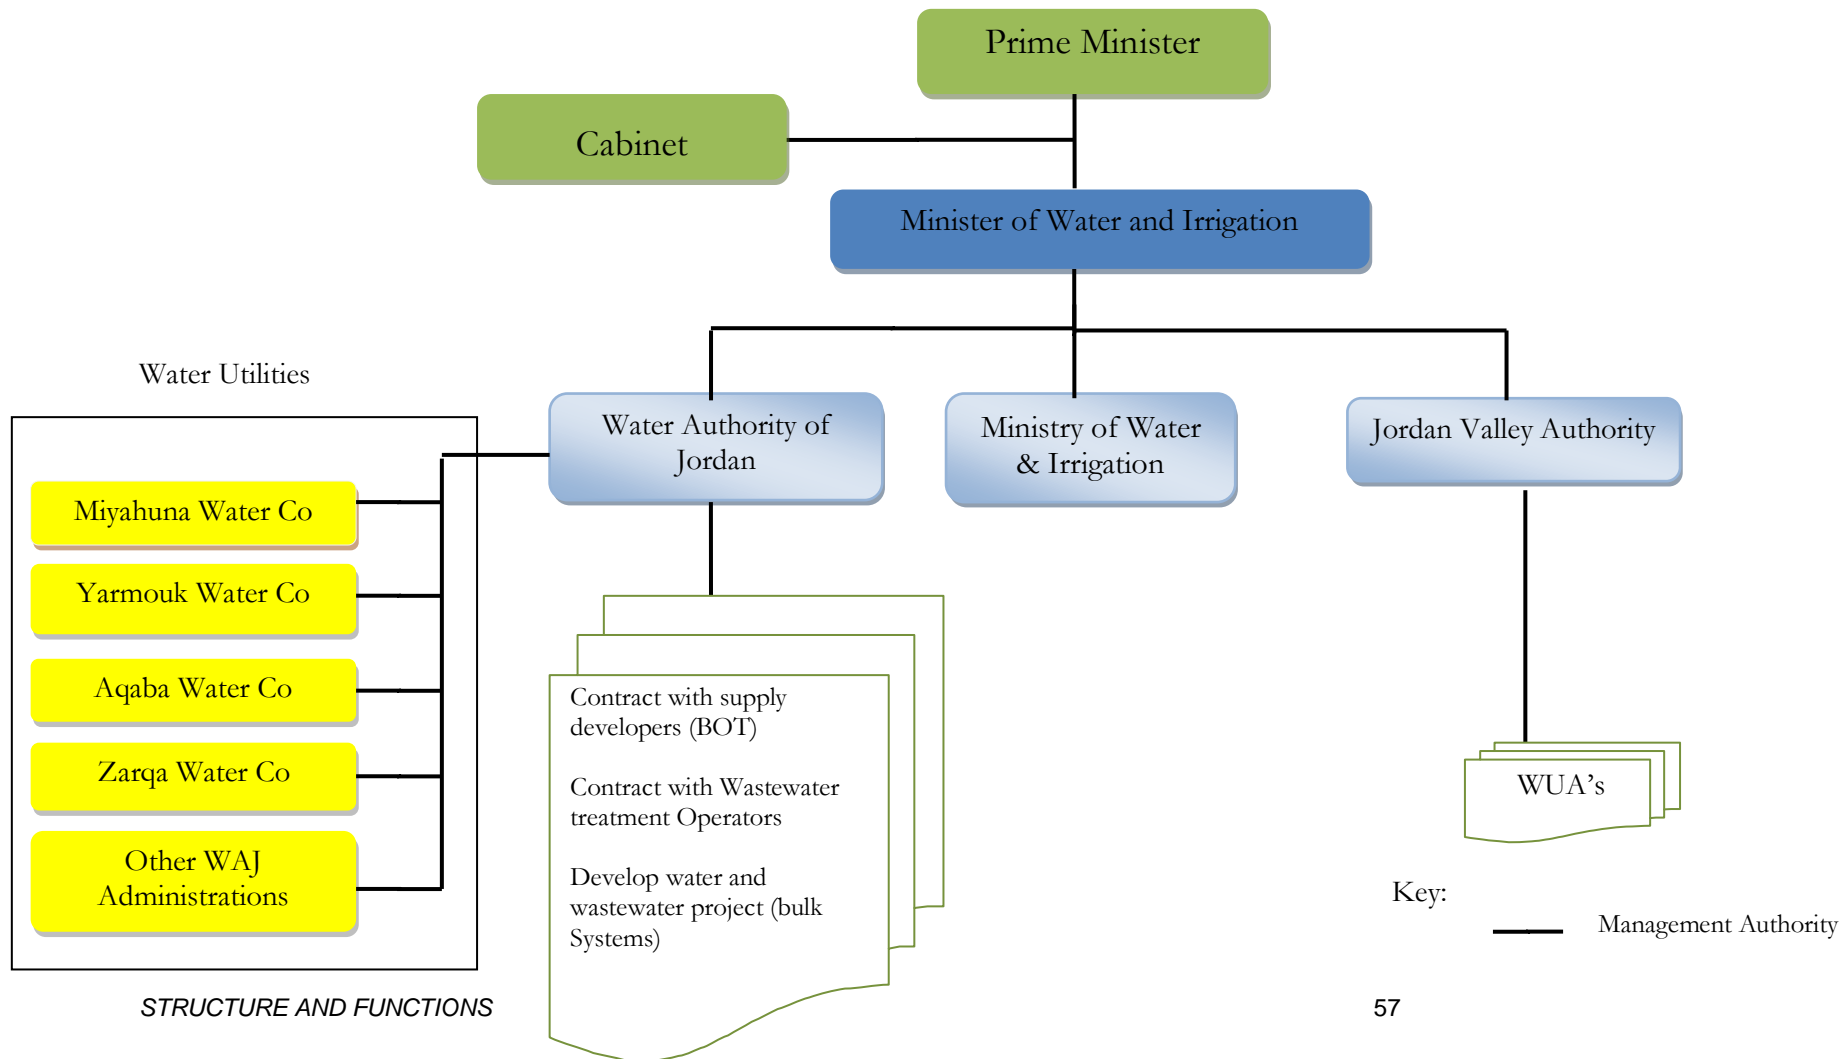 Prime Minister
Cabinet
Minister of Water and Irrigation
Water Utilities
Water Authority of
Jordan
Ministry of Water
& Irrigation
Jordan Valley Authority
Miyahuna Water Co
Yarmouk Water Co
Aqaba Water Co
Zarqa Water Co
Other WAJ
Administrations
Contract with supply
developers (BOT)
Contract with Wastewater
treatment Operators
Develop water and
wastewater project (bulk
Systems)
WUA’s
Key:
Management Authority
STRUCTURE AND FUNCTIONS
57